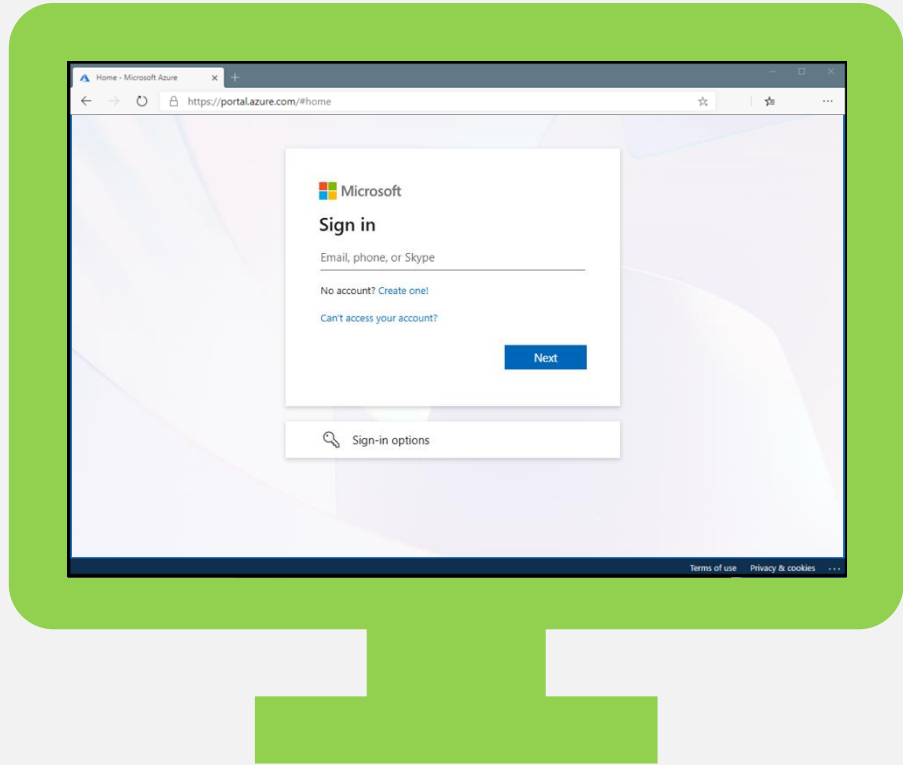 Home - Microsoft Azure
https://portal.azure.com/#home
Microsoft
Sign in
Email, phone, or Skype
No account? Create one!
Can't access your account?
Next
Sign-in options
Terms of use Privacy & cookies ...